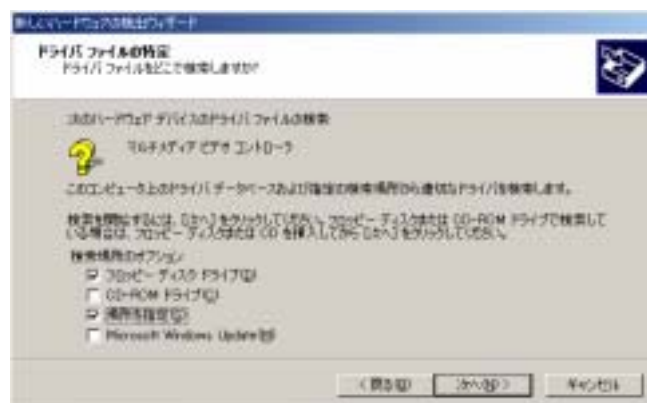 新しいハードウェアの検出ウィザード
ドライバ ファイルの特定
ドライバ ファイルをどこで検索しますか?
次のハードウェア デバイスのドライバ ファイルの検索
マルチメディア ビデオ コントローラ
このコンピュータ上のドライバ データベースおよび指定の検索場所から適切なドライバを検索します。
検索を開始するには、[次へ] をクリックしてください。フロッピー ディスクまたは CD-ROM ドライブで検索して
いる場合は、フロッピー ディスクまたは CD を挿入してから [次へ] をクリックしてください。
検索場所のオプション
フロッピー ディスク ドライブ(D)
CD-ROM ドライブ(C)
場所を指定(S)
Microsoft Windows Update(M)
< 戻る(B)
次へ(N) >
キャンセル